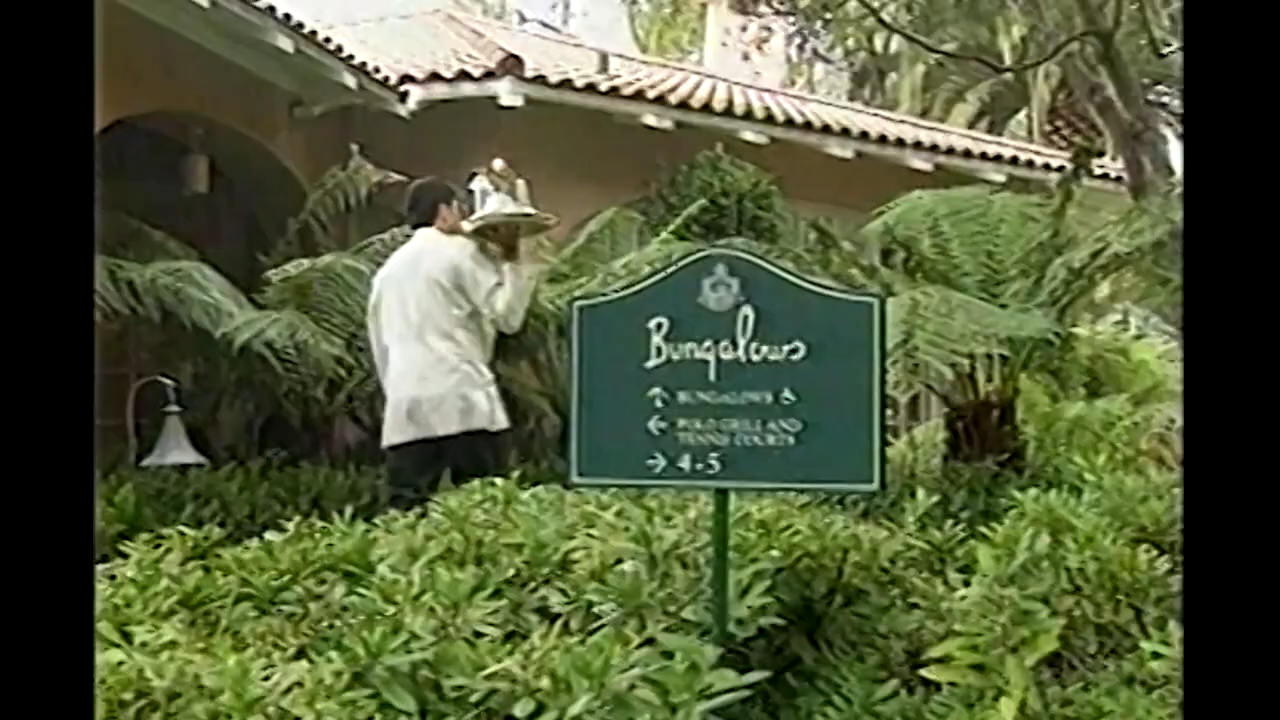 Bungalows
↑ BUNGALOWS ♿
← POLO GRILL AND
TENNIS COURTS
→ 4-5